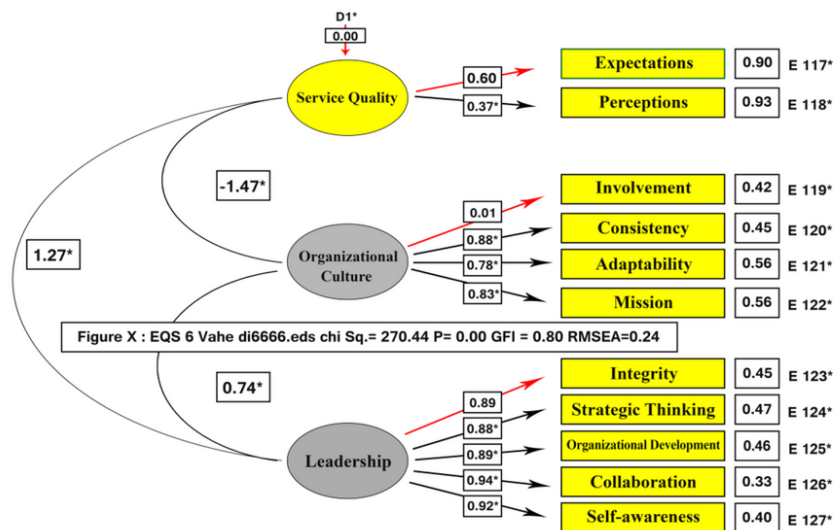 D1*
0.00
Service Quality
0.60
0.37*
Expectations 0.90 E 117*
Perceptions 0.93 E 118*
-1.47*
1.27*
Organizational
Culture
0.01
0.88*
0.78*
0.83*
Involvement 0.42 E 119*
Consistency 0.45 E 120*
Adaptability 0.56 E 121*
Mission 0.56 E 122*
Figure X : EQS 6 Vahe di6666.eds chi Sq.= 270.44 P= 0.00 GFI = 0.80 RMSEA=0.24
0.74*
Leadership
0.89
0.88*
0.89*
0.94*
0.92*
Integrity 0.45 E 123*
Strategic Thinking 0.47 E 124*
Organizational Development 0.46 E 125*
Collaboration 0.33 E 126*
Self-awareness 0.40 E 127*